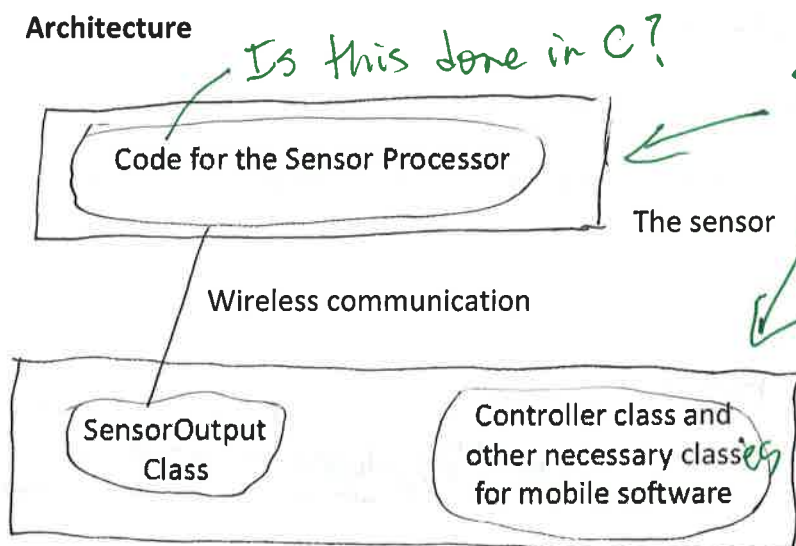 Architecture
Is this done in C?
Code for the Sensor Processor
The sensor
Wireless communication
SensorOutput
Class
Controller class and
other necessary classes
for mobile software